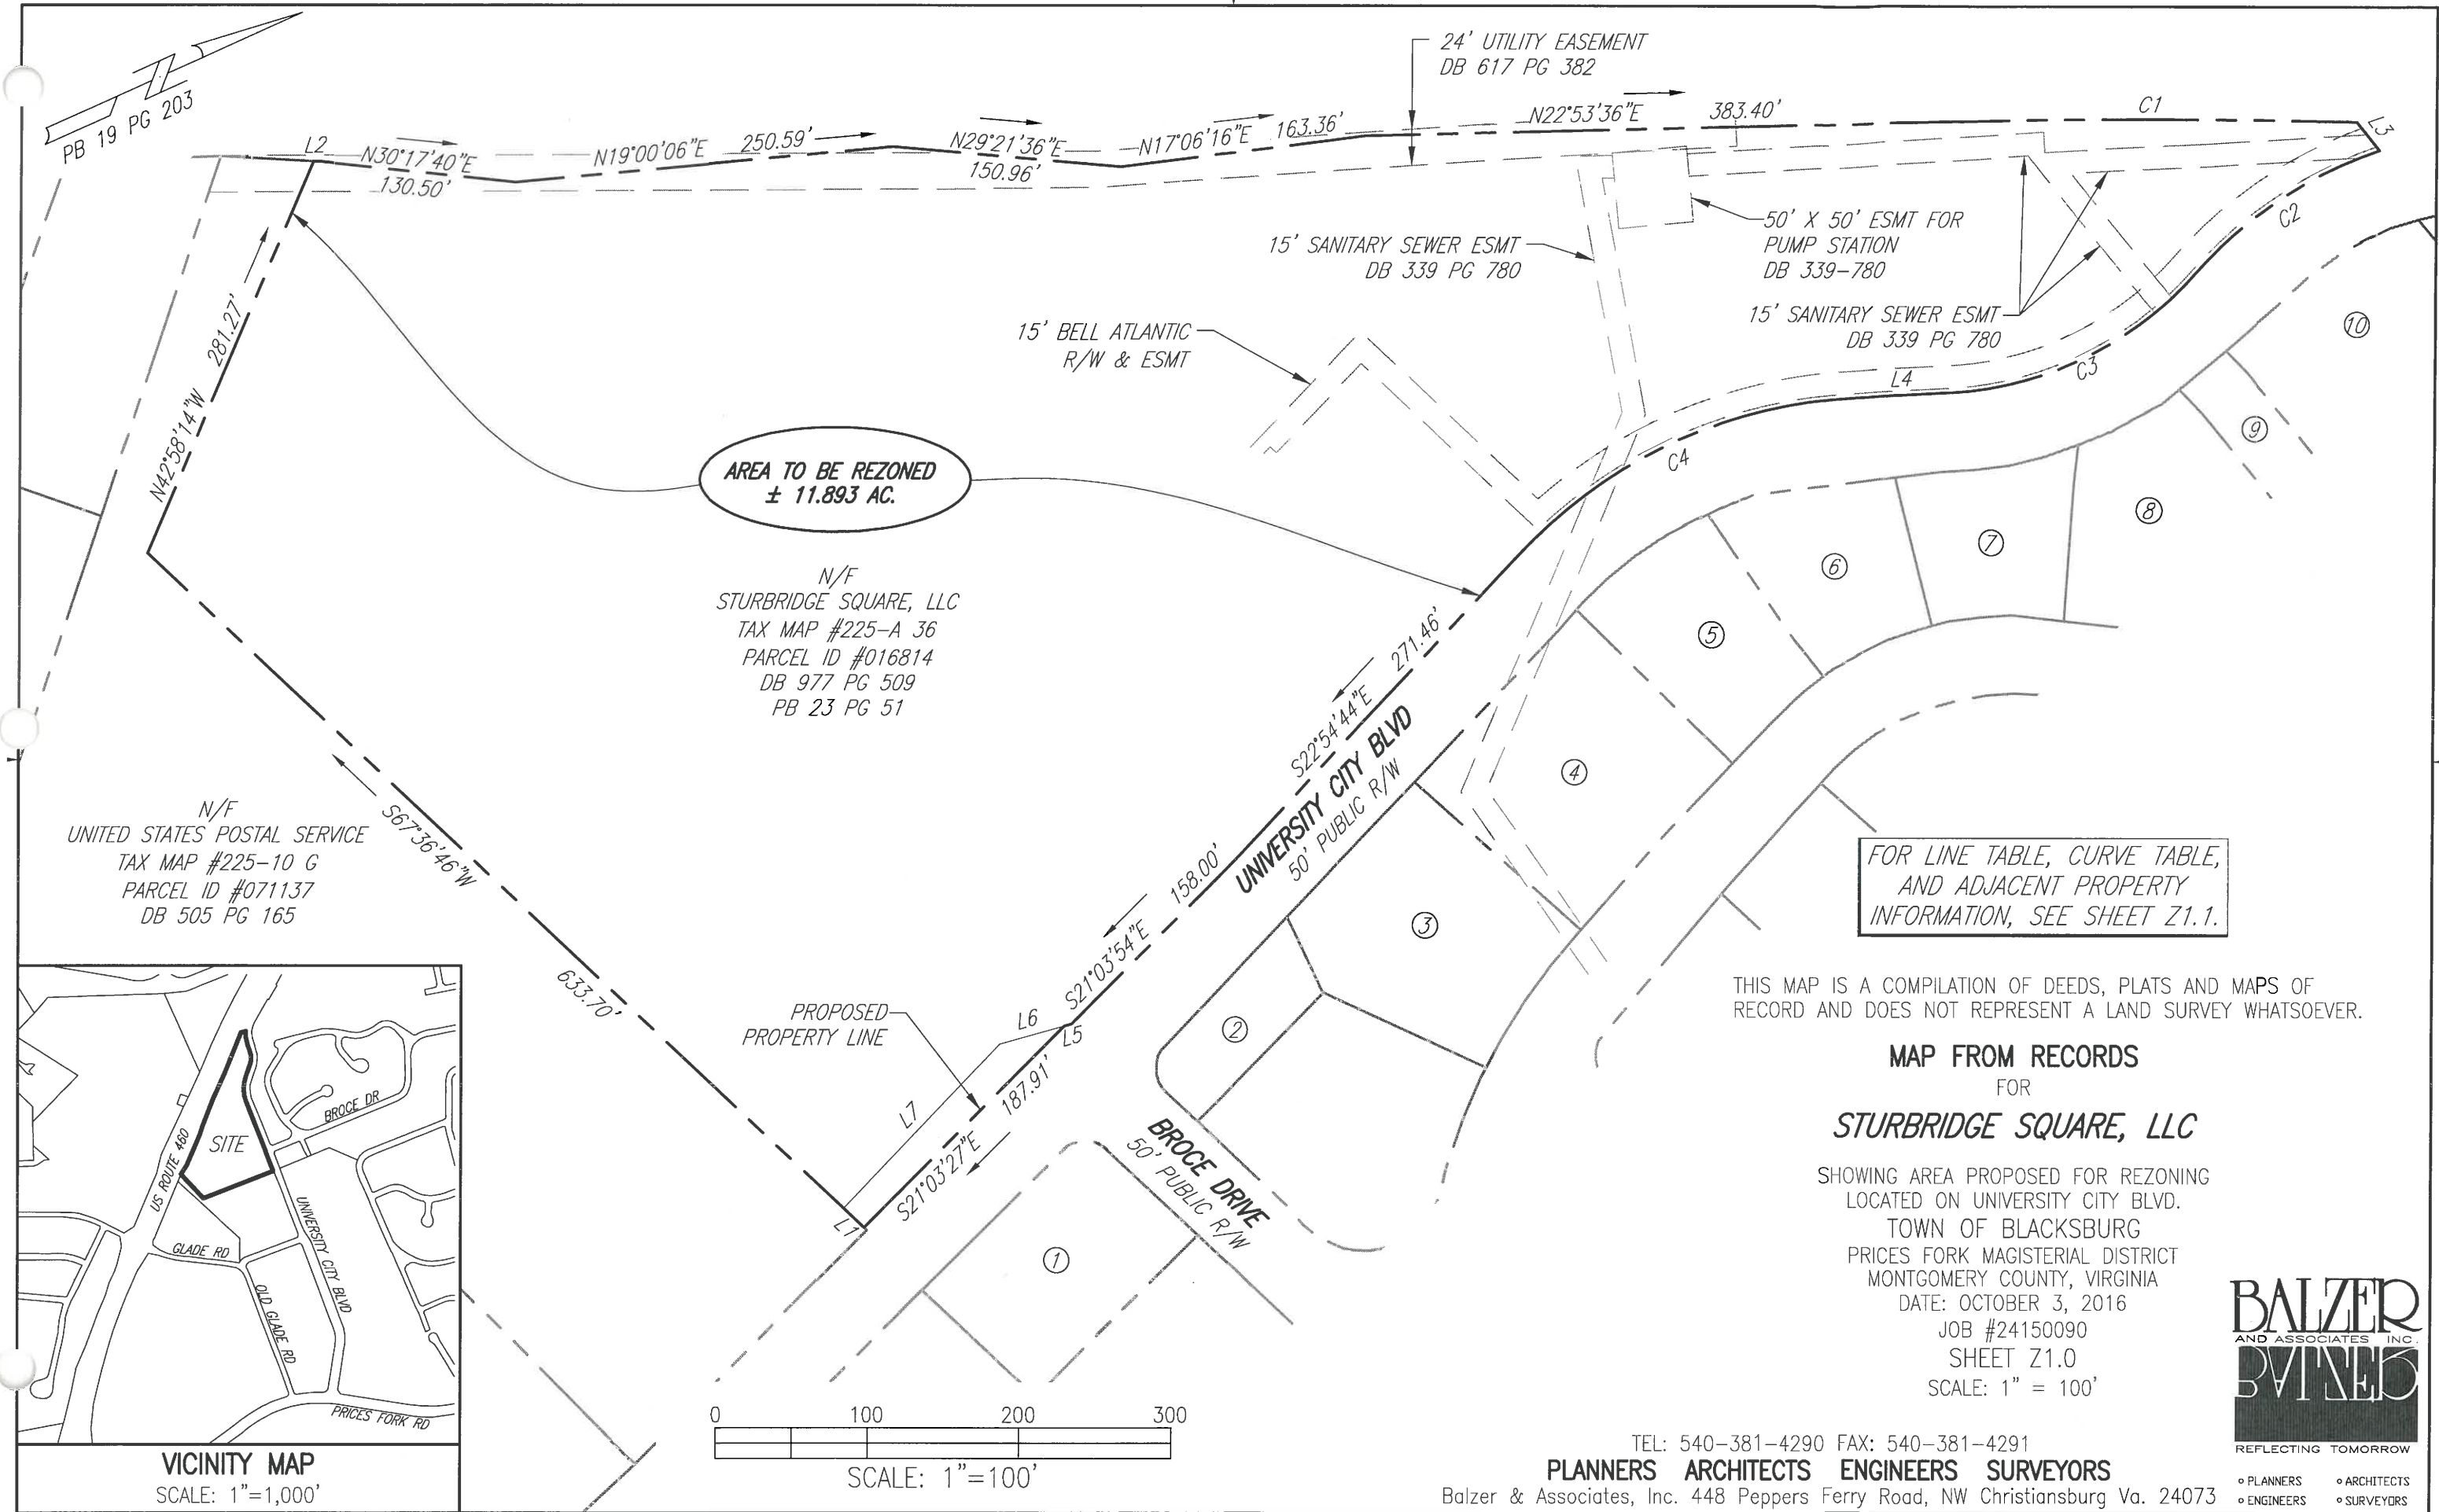 PB 19 PG 203
24' UTILITY EASEMENT
DB 617 PG 382
L2
N30°17'40"E
130.50'
N19°00'06"E 250.59'
N29°21'36"E
150.96'
N17°06'16"E 163.36'
N22°53'36"E 383.40'
C1
L3
C2
50' X 50' ESMT FOR
PUMP STATION
DB 339-780
15' SANITARY SEWER ESMT
DB 339 PG 780
15' SANITARY SEWER ESMT
DB 339 PG 780
15' BELL ATLANTIC
R/W & ESMT
L4
C3
C4
N42°58'14"W 281.27'
AREA TO BE REZONED
± 11.893 AC.
N/F
STURBRIDGE SQUARE, LLC
TAX MAP #225-A 36
PARCEL ID #016814
DB 977 PG 509
PB 23 PG 51
10
9
8
7
6
5
4
3
2
1
S22°54'44"E 271.46'
UNIVERSITY CITY BLVD
50' PUBLIC R/W
S21°03'54"E 158.00'
N/F
UNITED STATES POSTAL SERVICE
TAX MAP #225-10 G
PARCEL ID #071137
DB 505 PG 165
S67°36'46"W
633.70'
PROPOSED
PROPERTY LINE
L6
L5
L7
L1
S21°03'27"E 187.91'
BROCE DRIVE
50' PUBLIC R/W
FOR LINE TABLE, CURVE TABLE,
AND ADJACENT PROPERTY
INFORMATION, SEE SHEET Z1.1.
THIS MAP IS A COMPILATION OF DEEDS, PLATS AND MAPS OF
RECORD AND DOES NOT REPRESENT A LAND SURVEY WHATSOEVER.
MAP FROM RECORDS
FOR
STURBRIDGE SQUARE, LLC
SHOWING AREA PROPOSED FOR REZONING
LOCATED ON UNIVERSITY CITY BLVD.
TOWN OF BLACKSBURG
PRICES FORK MAGISTERIAL DISTRICT
MONTGOMERY COUNTY, VIRGINIA
DATE: OCTOBER 3, 2016
JOB #24150090
SHEET Z1.0
SCALE: 1" = 100'
BROCE DR
SITE
US ROUTE 460
GLADE RD
UNIVERSITY CITY BLVD
OLD GLADE RD
PRICES FORK RD
VICINITY MAP
SCALE: 1"=1,000'
0 100 200 300
SCALE: 1"=100'
TEL: 540-381-4290 FAX: 540-381-4291
PLANNERS ARCHITECTS ENGINEERS SURVEYORS
Balzer & Associates, Inc. 448 Peppers Ferry Road, NW Christiansburg Va. 24073
BALZER
AND ASSOCIATES INC.
BALZER
REFLECTING TOMORROW
PLANNERS ARCHITECTS
ENGINEERS SURVEYORS